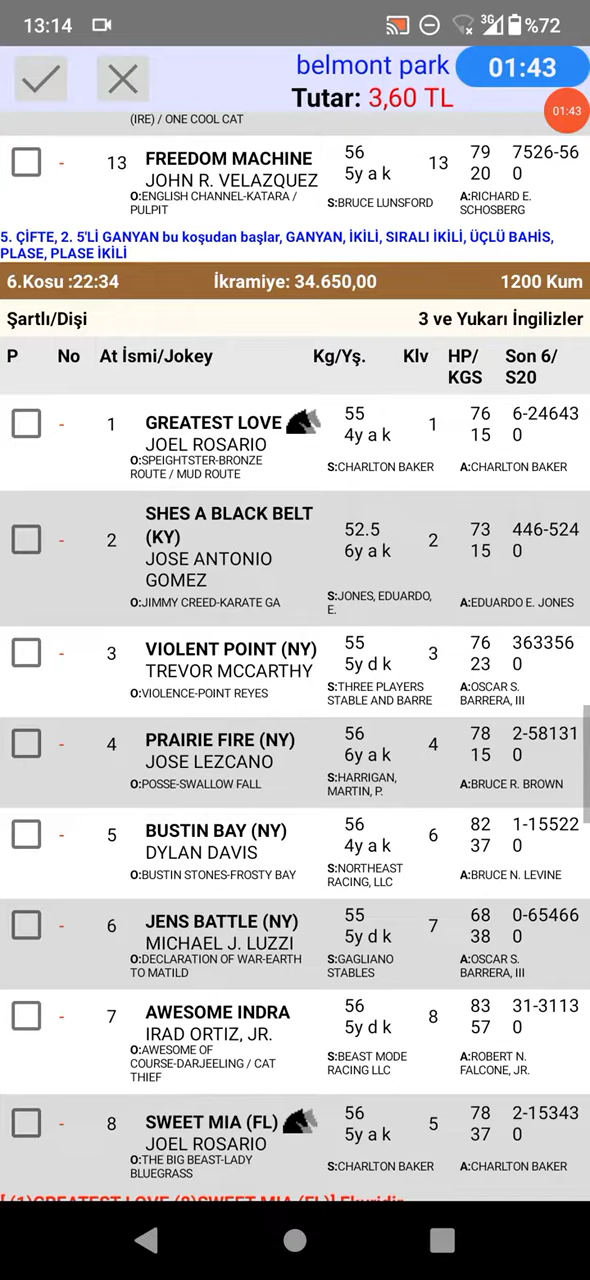 13:14 3G %72
belmont park 01:43
Tutar: 3,60 TL
01:43
(IRE) / ONE COOL CAT
- 13 FREEDOM MACHINE 56 13 79 7526-56
JOHN R. VELAZQUEZ 5y a k 20 0
O:ENGLISH CHANNEL-KATARA / S:BRUCE LUNSFORD A:RICHARD E.
PULPIT SCHOSBERG
5. ÇİFTE, 2. 5'Lİ GANYAN bu koşudan başlar, GANYAN, İKİLİ, SIRALI İKİLİ, ÜÇLÜ BAHİS,
PLASE, PLASE İKİLİ
6.Kosu :22:34 İkramiye: 34.650,00 1200 Kum
Şartlı/Dişi 3 ve Yukarı İngilizler
P No At İsmi/Jokey Kg/Yş. Klv HP/ Son 6/
KGS S20
- 1 GREATEST LOVE 55 1 76 6-24643
JOEL ROSARIO 4y a k 15 0
O:SPEIGHTSTER-BRONZE S:CHARLTON BAKER A:CHARLTON BAKER
ROUTE / MUD ROUTE
- 2 SHES A BLACK BELT 52.5 2 73 446-524
(KY) 6y a k 15 0
JOSE ANTONIO
GOMEZ
O:JIMMY CREED-KARATE GA S:JONES, EDUARDO, A:EDUARDO E. JONES
E.
- 3 VIOLENT POINT (NY) 55 3 76 363356
TREVOR MCCARTHY 5y d k 23 0
O:VIOLENCE-POINT REYES S:THREE PLAYERS A:OSCAR S.
STABLE AND BARRE BARRERA, III
- 4 PRAIRIE FIRE (NY) 56 4 78 2-58131
JOSE LEZCANO 6y a k 15 0
O:POSSE-SWALLOW FALL S:HARRIGAN, A:BRUCE R. BROWN
MARTIN, P.
- 5 BUSTIN BAY (NY) 56 6 82 1-15522
DYLAN DAVIS 4y a k 37 0
O:BUSTIN STONES-FROSTY BAY S:NORTHEAST A:BRUCE N. LEVINE
RACING, LLC
- 6 JENS BATTLE (NY) 55 7 68 0-65466
MICHAEL J. LUZZI 5y d k 38 0
O:DECLARATION OF WAR-EARTH S:GAGLIANO A:OSCAR S.
TO MATILD STABLES BARRERA, III
- 7 AWESOME INDRA 56 8 83 31-3113
IRAD ORTIZ, JR. 5y d k 57 0
O:AWESOME OF S:BEAST MODE A:ROBERT N.
COURSE-DARJEELING / CAT RACING LLC FALCONE, JR.
THIEF
- 8 SWEET MIA (FL) 56 5 78 2-15343
JOEL ROSARIO 5y a k 37 0
O:THE BIG BEAST-LADY S:CHARLTON BAKER A:CHARLTON BAKER
BLUEGRASS
[ (1)GREATEST LOVE (8)SWEET MIA (FL)] Ekuridir